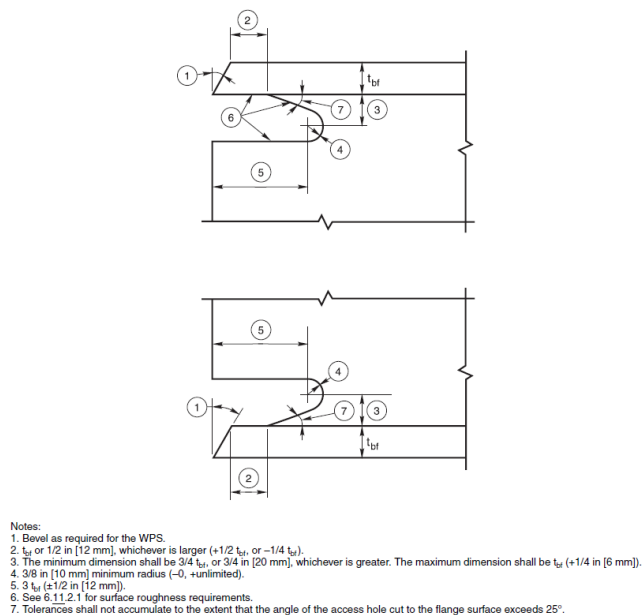 2
1
t_bf
6
7
3
4
5
5
4
1
7
3
t_bf
2
Notes:
1. Bevel as required for the WPS.
2. t_bf or 1/2 in [12 mm], whichever is larger (+1/2 t_bf, or –1/4 t_bf).
3. The minimum dimension shall be 3/4 t_bf, or 3/4 in [20 mm], whichever is greater. The maximum dimension shall be t_bf (+1/4 in [6 mm]).
4. 3/8 in [10 mm] minimum radius (–0, +unlimited).
5. 3 t_bf (±1/2 in [12 mm]).
6. See 6.11.2.1 for surface roughness requirements.
7. Tolerances shall not accumulate to the extent that the angle of the access hole cut to the flange surface exceeds 25°.